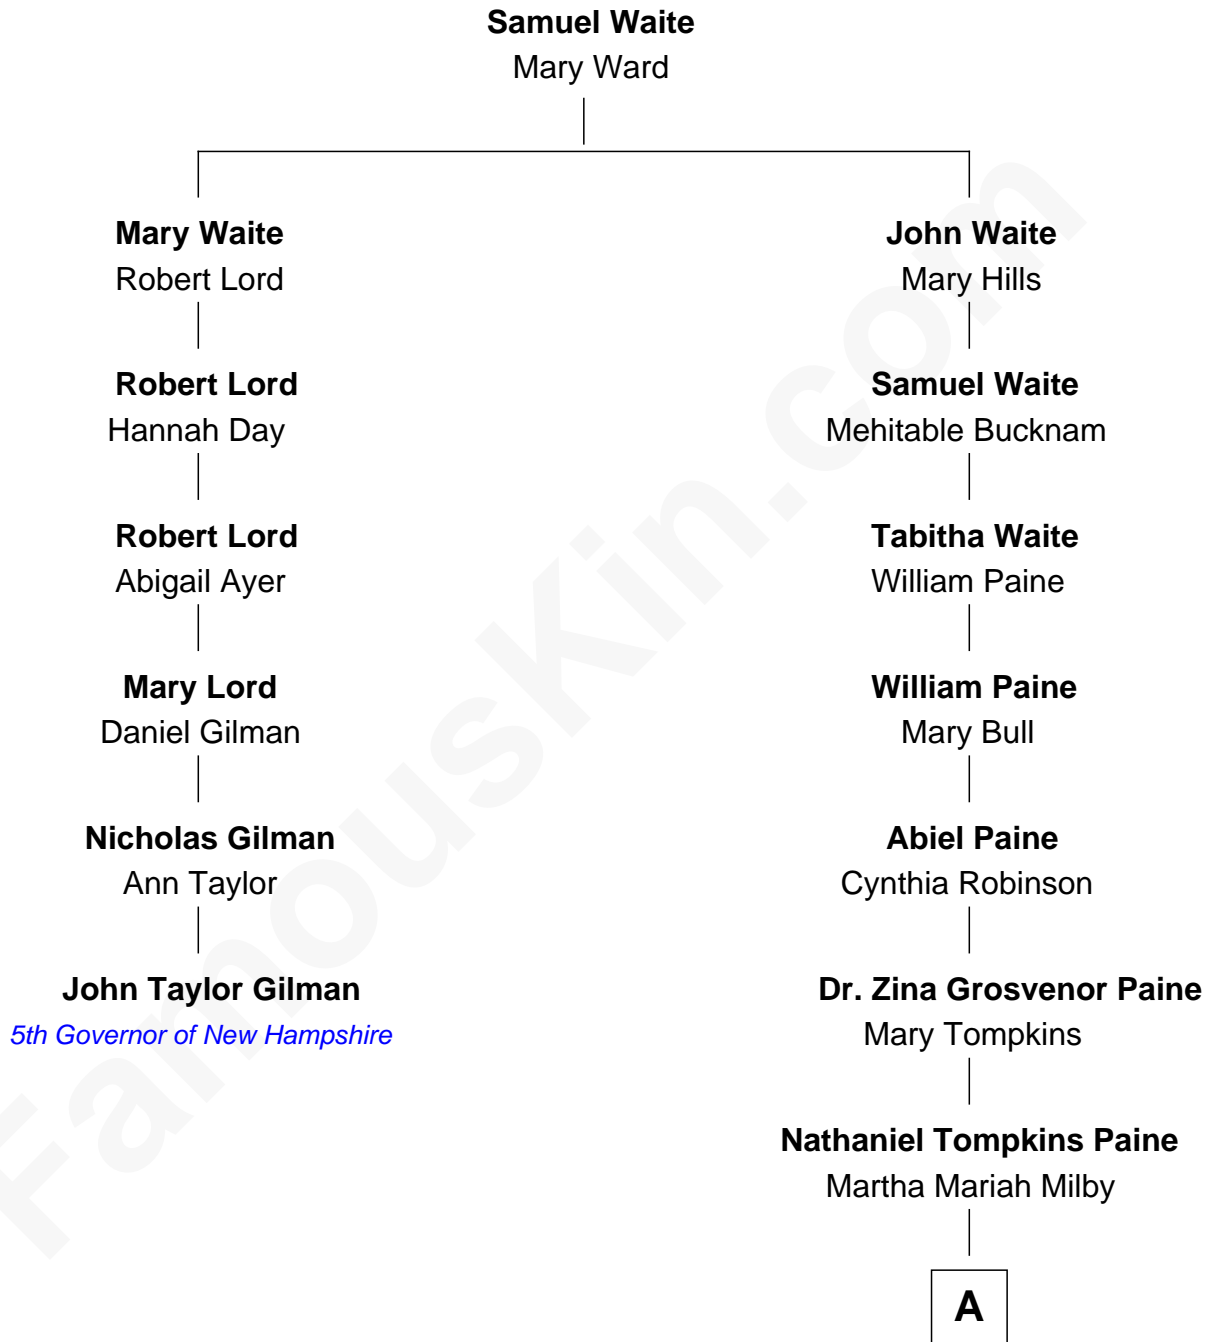 Samuel Waite
Mary Ward
Mary Waite
Robert Lord
Robert Lord
Hannah Day
Robert Lord
Abigail Ayer
Mary Lord
Daniel Gilman
Nicholas Gilman
Ann Taylor
John Taylor Gilman
5th Governor of New Hampshire
John Waite
Mary Hills
Samuel Waite
Mehitable Bucknam
Tabitha Waite
William Paine
William Paine
Mary Bull
Abiel Paine
Cynthia Robinson
Dr. Zina Grosvenor Paine
Mary Tompkins
Nathaniel Tompkins Paine
Martha Mariah Milby
A
FamousKin.com